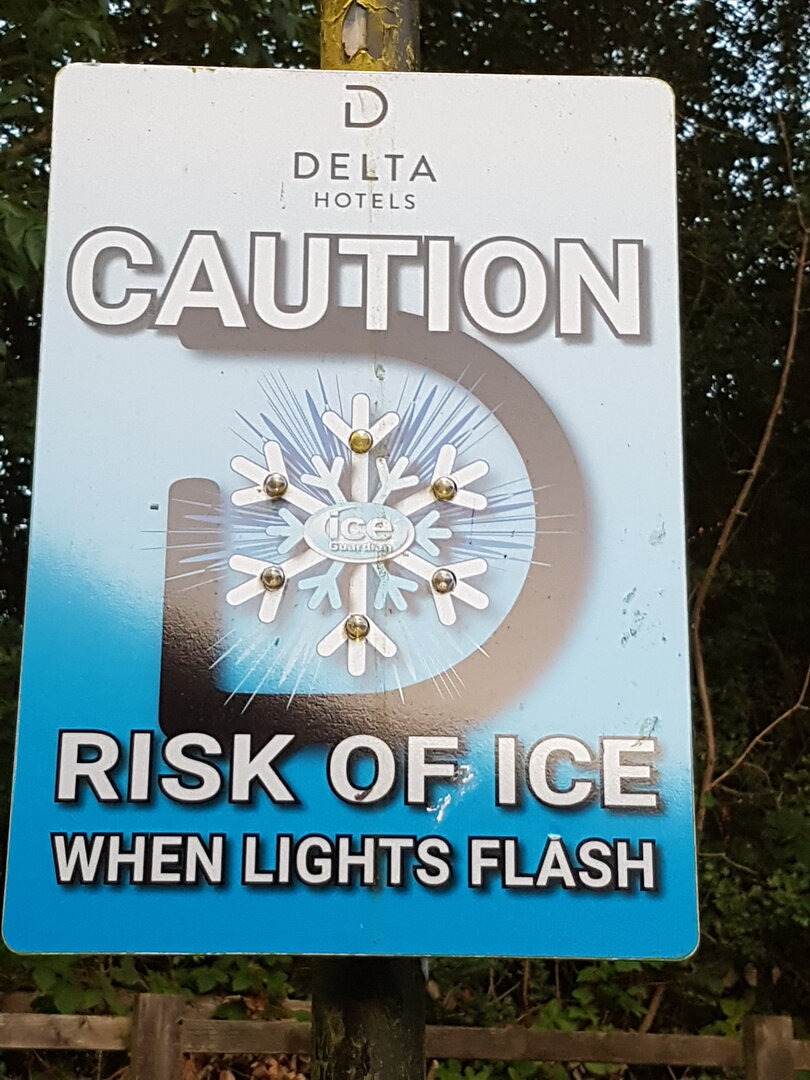 D
DELTA
HOTELS
CAUTION
ice
Guardian
RISK OF ICE
WHEN LIGHTS FLASH